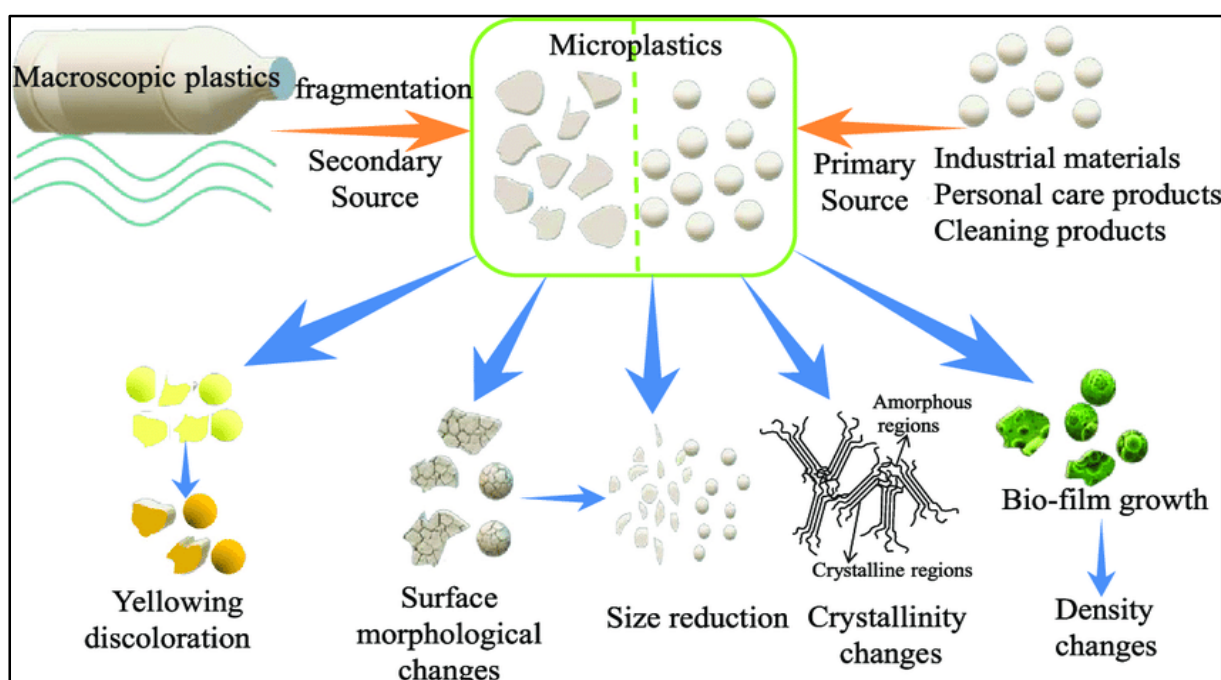 Macroscopic plastics
fragmentation
Secondary
Source
Microplastics
Primary
Source
Industrial materials
Personal care products
Cleaning products
Yellowing
discoloration
Surface
morphological
changes
Size reduction
Amorphous
regions
Crystalline regions
Crystallinity
changes
Bio-film growth
Density
changes